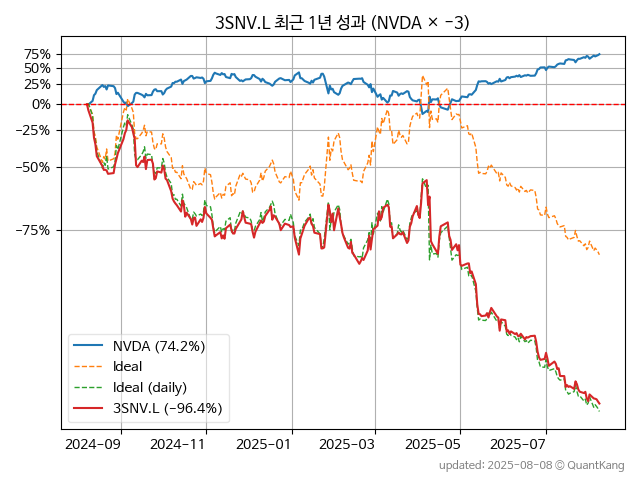 3SNV.L 최근 1년 성과 (NVDA × −3)
75%
50%
25%
0%
−25%
−50%
−75%
NVDA (74.2%)
Ideal
Ideal (daily)
3SNV.L (−96.4%)
2024-09 2024-11 2025-01 2025-03 2025-05 2025-07
updated: 2025-08-08 © QuantKang